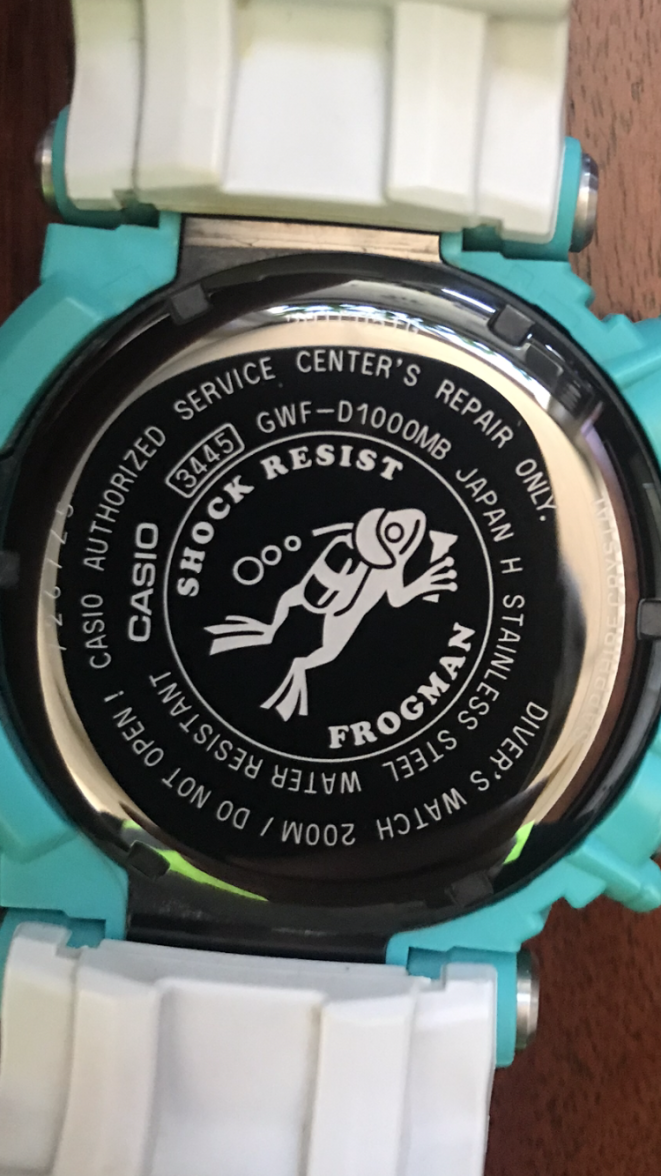 CASIO AUTHORIZED SERVICE CENTER'S REPAIR ONLY.
DIVER'S WATCH 200M / DO NOT OPEN !
3445 GWF-D1000MB JAPAN H STAINLESS STEEL WATER RESISTANT
CASIO
SHOCK RESIST
FROGMAN